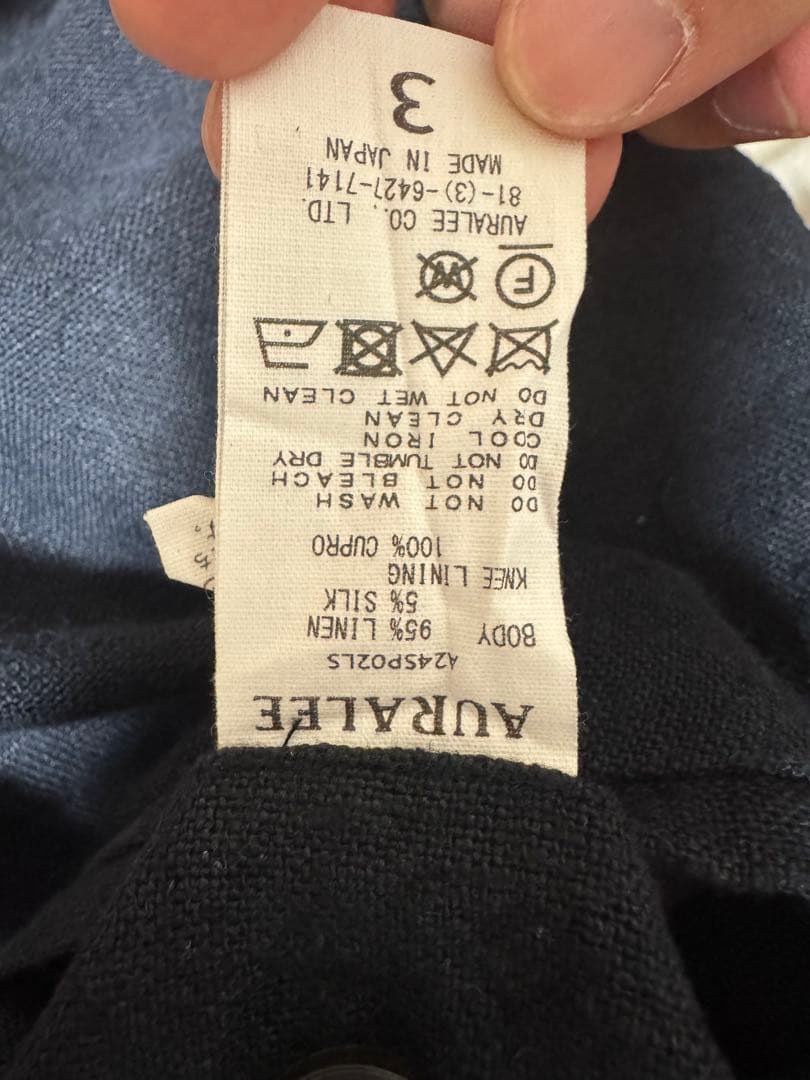 AURALEE
A24SP02LS
BODY 95% LINEN
5% SILK
KNEE LINING
100% CUPRO
DO NOT WASH
DO NOT BLEACH
DO NOT TUMBLE DRY
COOL IRON
DRY CLEAN
DO NOT WET CLEAN
F W
AURALEE CO., LTD.
81-(3)-6427-7141
MADE IN JAPAN
3